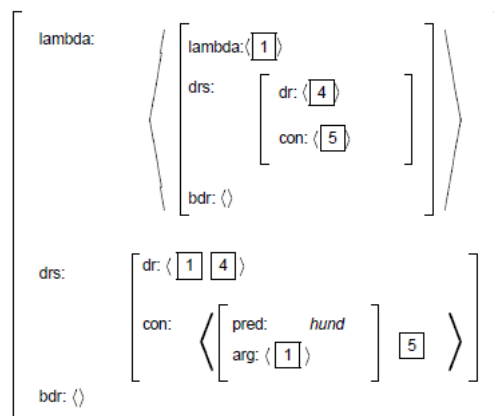 lambda:
lambda:⟨ 1 ⟩
drs:
dr: ⟨ 4 ⟩
con: ⟨ 5 ⟩
bdr: ⟨⟩
drs:
dr: ⟨ 1 4 ⟩
con:
pred: hund
arg: ⟨ 1 ⟩
5
bdr: ⟨⟩